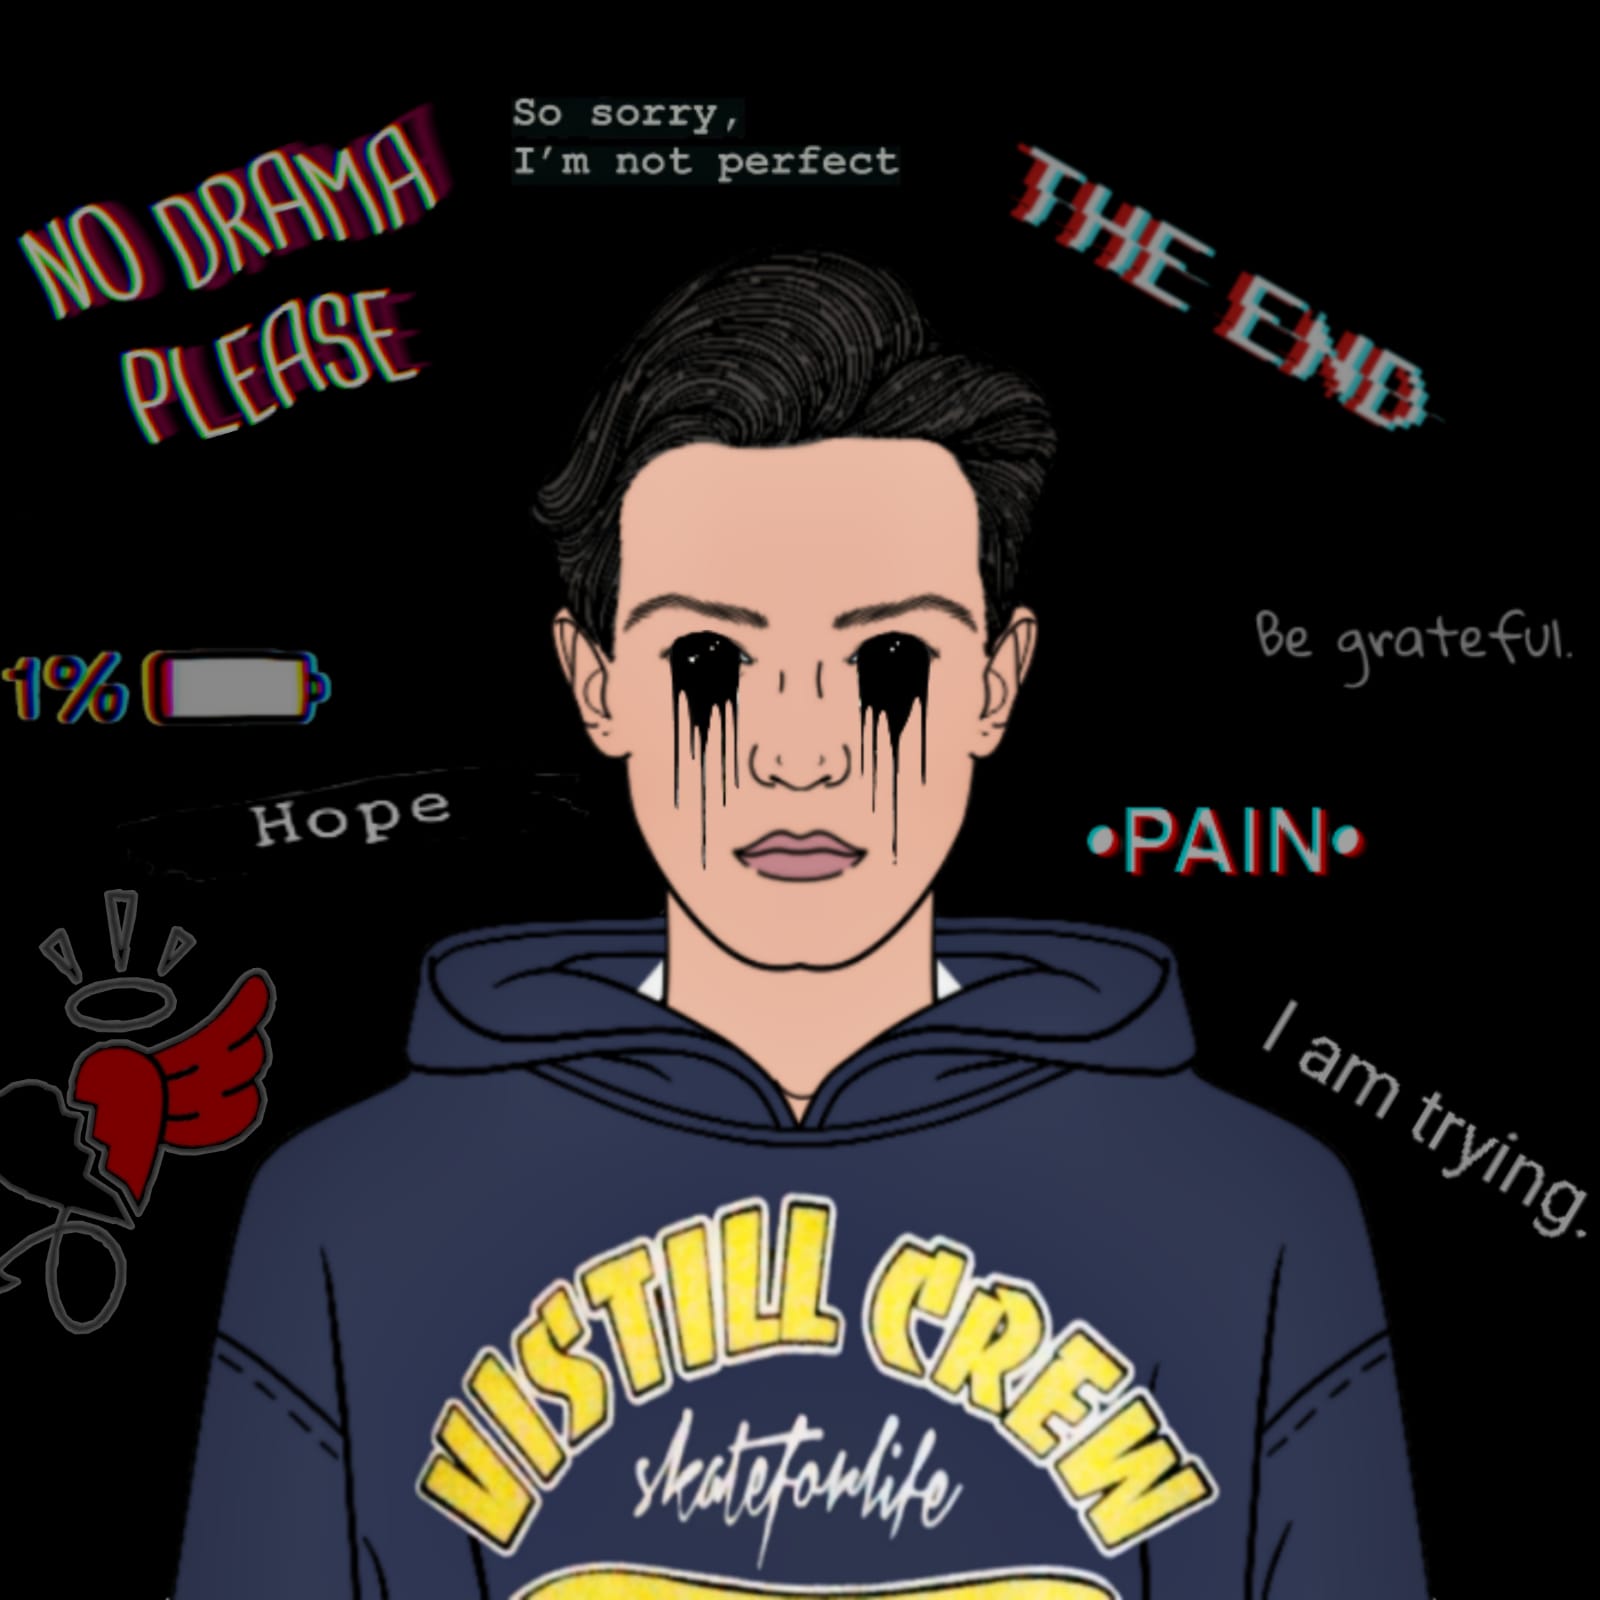 So sorry,
I'm not perfect
NO DRAMA
PLEASE
THE END
1%
Be grateful.
Hope
•PAIN•
I am trying.
VISTILL CREW
skateforlife